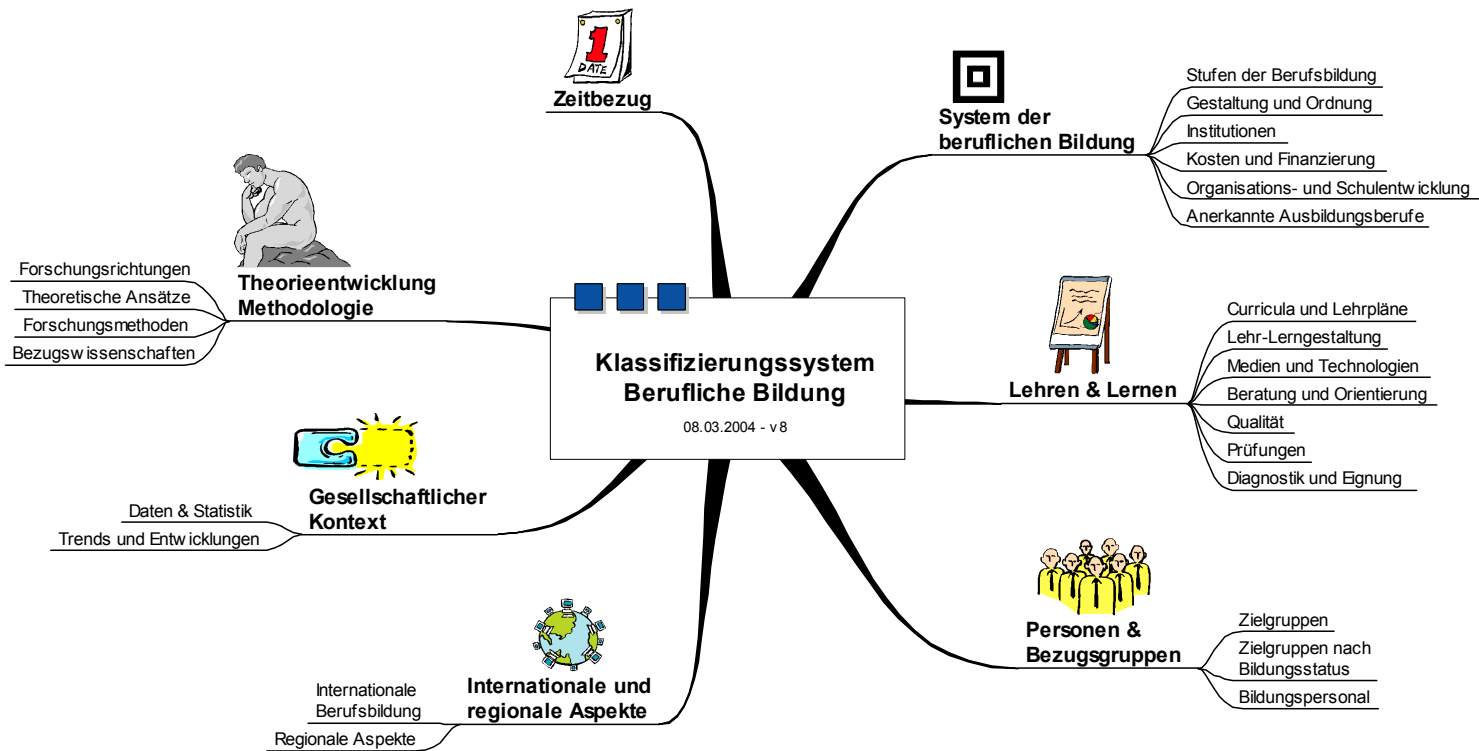 1
DATE
Zeitbezug
System der
beruflichen Bildung
Stufen der Berufsbildung
Gestaltung und Ordnung
Institutionen
Kosten und Finanzierung
Organisations- und Schulentwicklung
Anerkannte Ausbildungsberufe
Theorieentwicklung
Methodologie
Forschungsrichtungen
Theoretische Ansätze
Forschungsmethoden
Bezugswissenschaften
Klassifizierungssystem
Berufliche Bildung
08.03.2004 - v8
Lehren & Lernen
Curricula und Lehrpläne
Lehr-Lerngestaltung
Medien und Technologien
Beratung und Orientierung
Qualität
Prüfungen
Diagnostik und Eignung
Gesellschaftlicher
Kontext
Daten & Statistik
Trends und Entwicklungen
Personen &
Bezugsgruppen
Zielgruppen
Zielgruppen nach
Bildungsstatus
Bildungspersonal
Internationale und
regionale Aspekte
Internationale
Berufsbildung
Regionale Aspekte